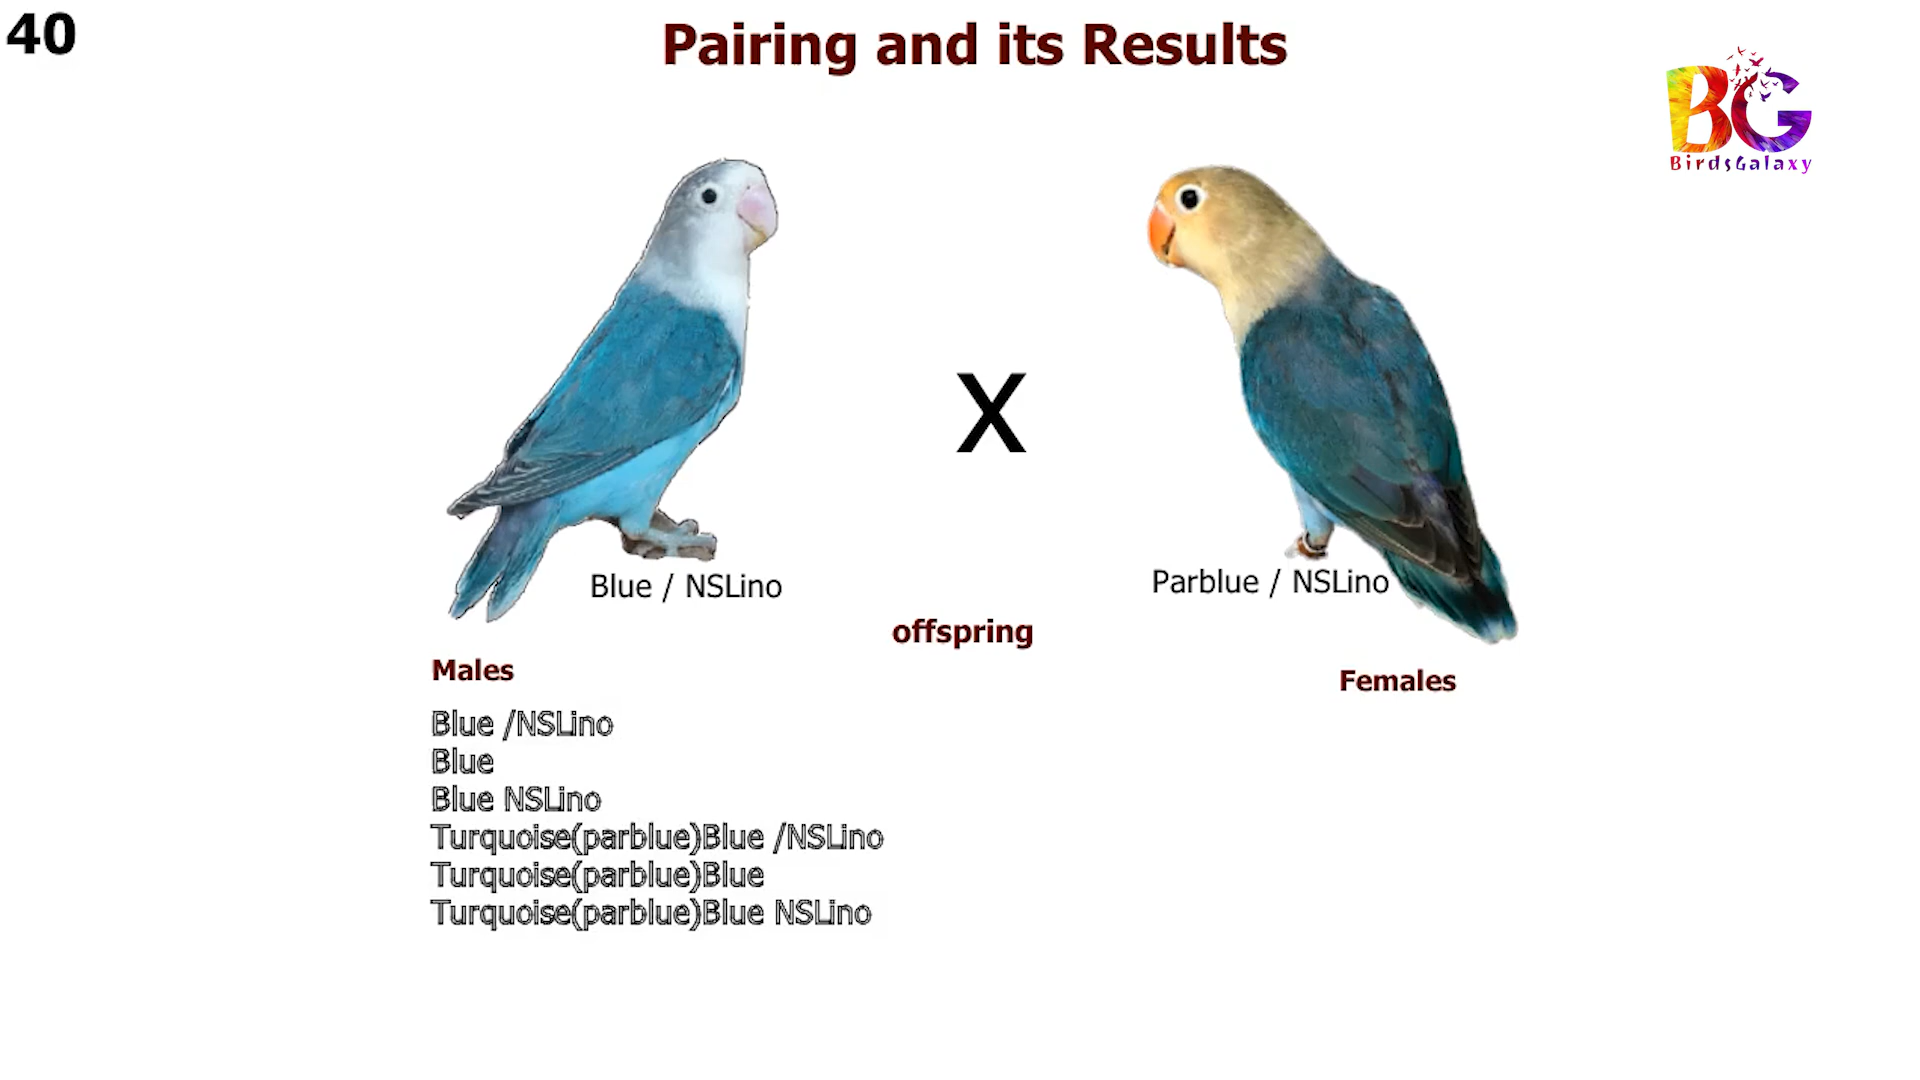 40
Pairing and its Results
BG
BirdsGalaxy
X
Blue / NSLino
Parblue / NSLino
offspring
Males
Females
Blue /NSLino
Blue
Blue NSLino
Turquoise(parblue)Blue /NSLino
Turquoise(parblue)Blue
Turquoise(parblue)Blue NSLino